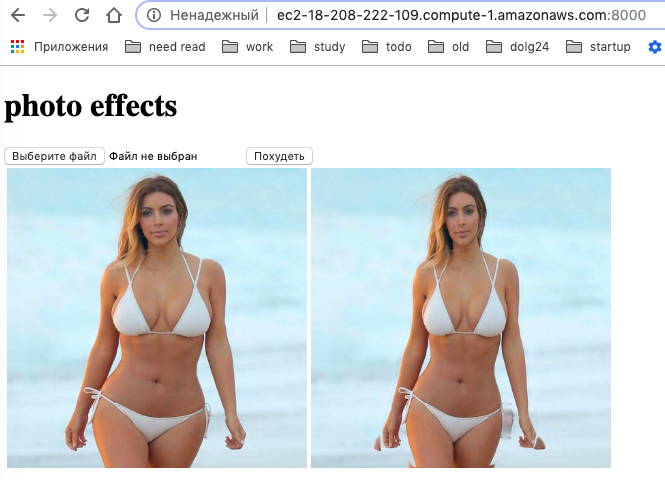 Ненадежный | ec2-18-208-222-109.compute-1.amazonaws.com:8000
Приложения need read work study todo old dolg24 startup
photo effects
Выберите файл Файл не выбран Похудеть